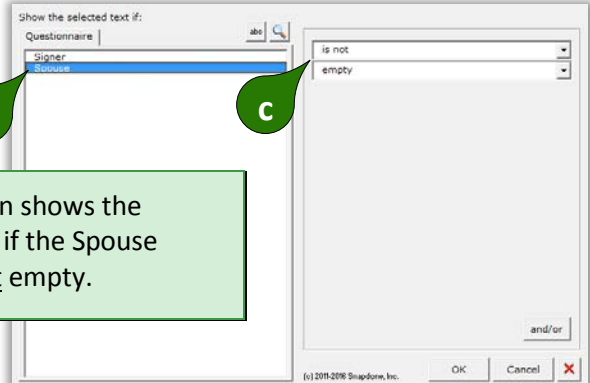 Show the selected text if:
Questionnaire
abc
Signer
Spouse
is not
empty
c
n shows the
if the Spouse
t empty.
and/or
(c) 2011-2016 Snapdone, Inc.
OK
Cancel